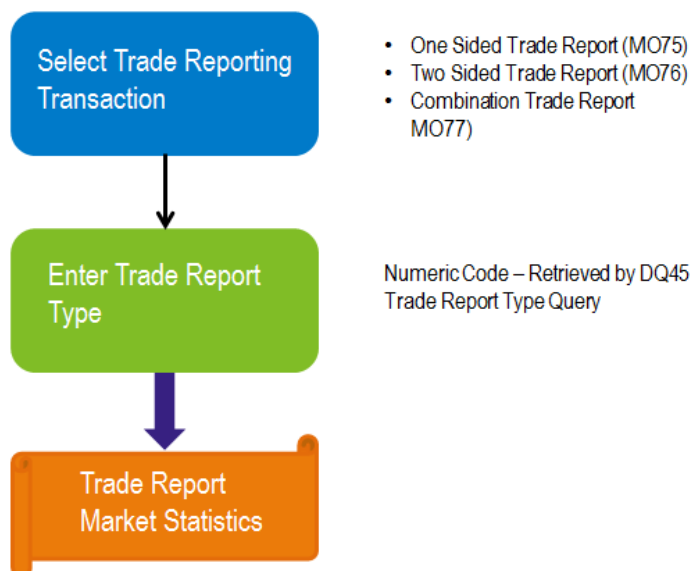 Select Trade Reporting
Transaction
• One Sided Trade Report (MO75)
• Two Sided Trade Report (MO76)
• Combination Trade Report
MO77)
Enter Trade Report
Type
Numeric Code – Retrieved by DQ45
Trade Report Type Query
Trade Report
Market Statistics